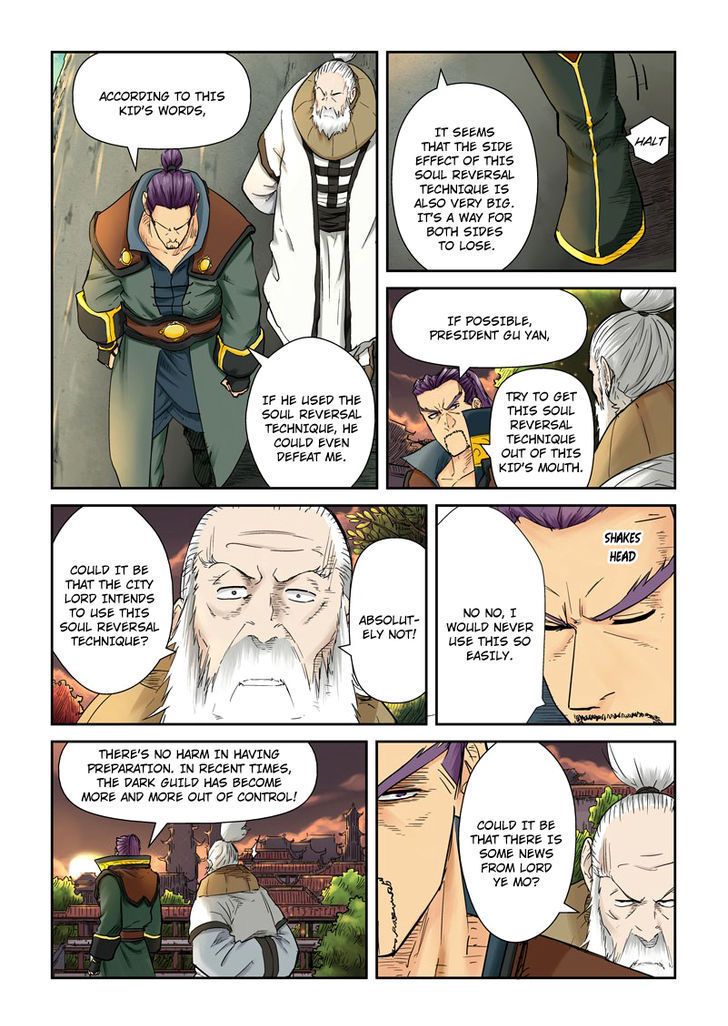 ACCORDING TO THIS
KID'S WORDS,
IF HE USED THE
SOUL REVERSAL
TECHNIQUE, HE
COULD EVEN
DEFEAT ME.
IT SEEMS
THAT THE SIDE
EFFECT OF THIS
SOUL REVERSAL
TECHNIQUE IS
ALSO VERY BIG.
IT'S A WAY FOR
BOTH SIDES
TO LOSE.
HALT
IF POSSIBLE,
PRESIDENT GU YAN,
TRY TO GET
THIS SOUL
REVERSAL
TECHNIQUE
OUT OF THIS
KID'S MOUTH.
COULD IT BE
THAT THE CITY
LORD INTENDS
TO USE THIS
SOUL REVERSAL
TECHNIQUE?
ABSOLUT-
ELY NOT!
SHAKES
HEAD
NO NO, I
WOULD NEVER
USE THIS SO
EASILY.
THERE'S NO HARM IN HAVING
PREPARATION. IN RECENT TIMES,
THE DARK GUILD HAS BECOME
MORE AND MORE OUT OF CONTROL!
COULD IT BE
THAT THERE IS
SOME NEWS
FROM LORD
YE MO?